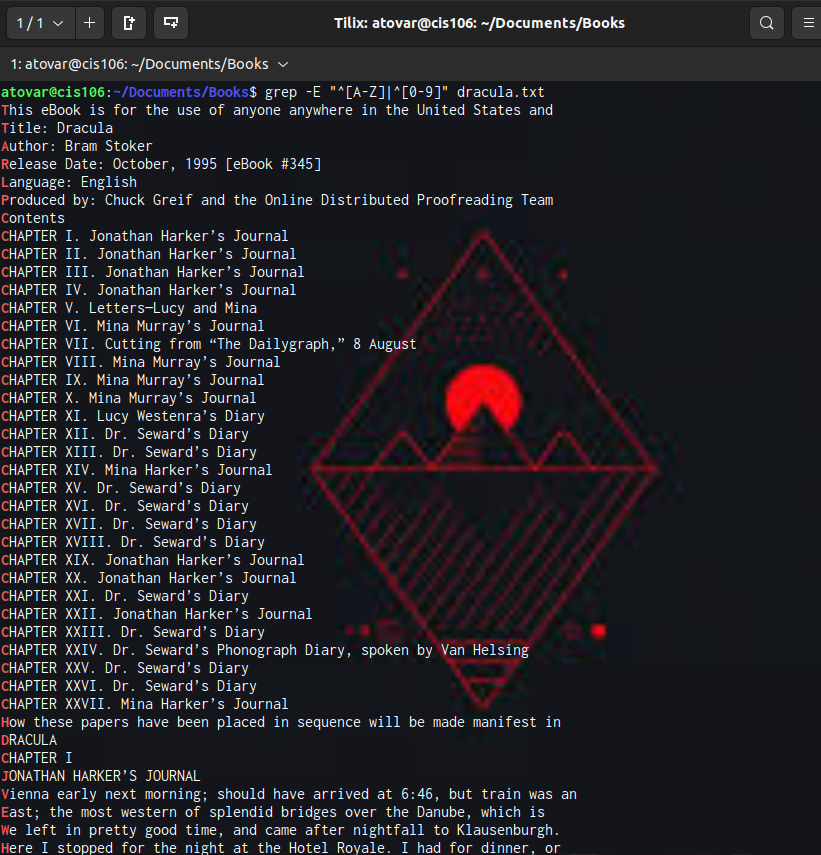 1 / 1
Tilix: atovar@cis106: ~/Documents/Books
1: atovar@cis106: ~/Documents/Books
atovar@cis106:~/Documents/Books$ grep -E "^[A-Z]|^[0-9]" dracula.txt
This eBook is for the use of anyone anywhere in the United States and
Title: Dracula
Author: Bram Stoker
Release Date: October, 1995 [eBook #345]
Language: English
Produced by: Chuck Greif and the Online Distributed Proofreading Team
Contents
CHAPTER I. Jonathan Harker’s Journal
CHAPTER II. Jonathan Harker’s Journal
CHAPTER III. Jonathan Harker’s Journal
CHAPTER IV. Jonathan Harker’s Journal
CHAPTER V. Letters—Lucy and Mina
CHAPTER VI. Mina Murray’s Journal
CHAPTER VII. Cutting from “The Dailygraph,” 8 August
CHAPTER VIII. Mina Murray’s Journal
CHAPTER IX. Mina Murray’s Journal
CHAPTER X. Mina Murray’s Journal
CHAPTER XI. Lucy Westenra’s Diary
CHAPTER XII. Dr. Seward’s Diary
CHAPTER XIII. Dr. Seward’s Diary
CHAPTER XIV. Mina Harker’s Journal
CHAPTER XV. Dr. Seward’s Diary
CHAPTER XVI. Dr. Seward’s Diary
CHAPTER XVII. Dr. Seward’s Diary
CHAPTER XVIII. Dr. Seward’s Diary
CHAPTER XIX. Jonathan Harker’s Journal
CHAPTER XX. Jonathan Harker’s Journal
CHAPTER XXI. Dr. Seward’s Diary
CHAPTER XXII. Jonathan Harker’s Journal
CHAPTER XXIII. Dr. Seward’s Diary
CHAPTER XXIV. Dr. Seward’s Phonograph Diary, spoken by Van Helsing
CHAPTER XXV. Dr. Seward’s Diary
CHAPTER XXVI. Dr. Seward’s Diary
CHAPTER XXVII. Mina Harker’s Journal
How these papers have been placed in sequence will be made manifest in
DRACULA
CHAPTER I
JONATHAN HARKER’S JOURNAL
Vienna early next morning; should have arrived at 6:46, but train was an
East; the most western of splendid bridges over the Danube, which is
We left in pretty good time, and came after nightfall to Klausenburgh.
Here I stopped for the night at the Hotel Royale. I had for dinner, or